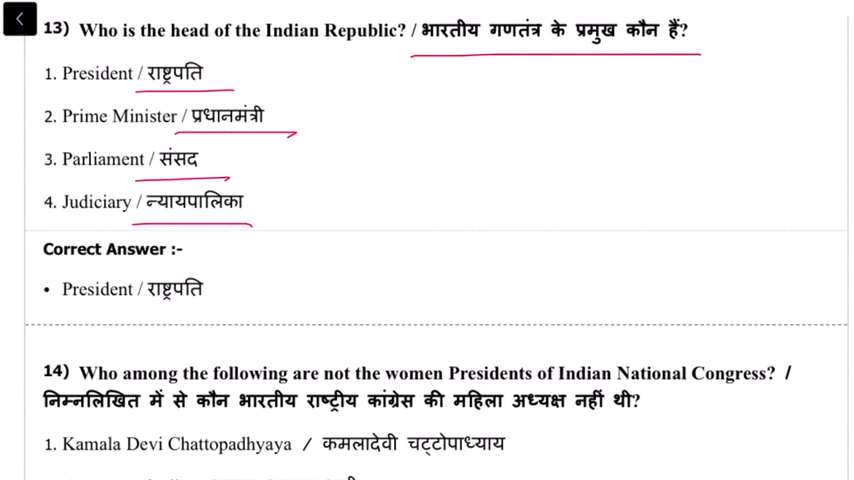 13) Who is the head of the Indian Republic? / भारतीय गणतंत्र के प्रमुख कौन हैं?
1. President / राष्ट्रपति
2. Prime Minister / प्रधानमंत्री
3. Parliament / संसद
4. Judiciary / न्यायपालिका
Correct Answer :-
• President / राष्ट्रपति
14) Who among the following are not the women Presidents of Indian National Congress? /
निम्नलिखित में से कौन भारतीय राष्ट्रीय कांग्रेस की महिला अध्यक्ष नहीं थी?
1. Kamala Devi Chattopadhyaya / कमलादेवी चट्टोपाध्याय